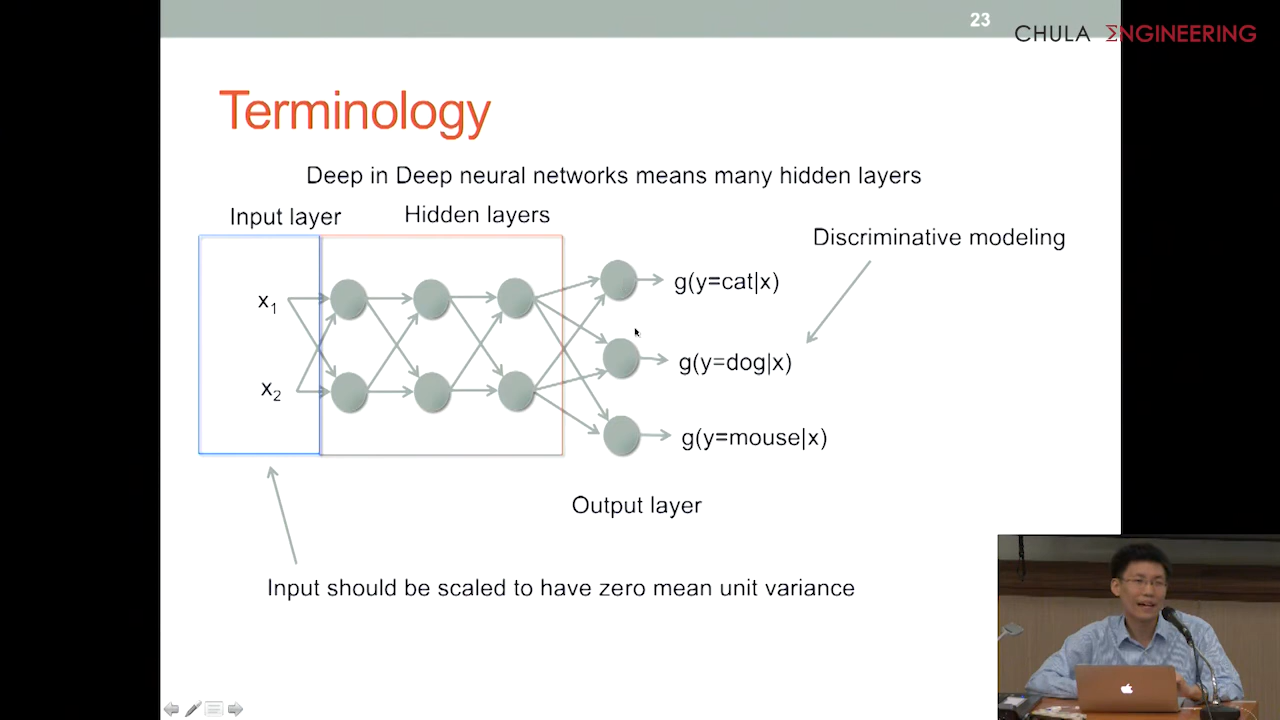 23
CHULA ΣNGINEERING
Terminology
Deep in Deep neural networks means many hidden layers
Input layer
Hidden layers
Discriminative modeling
x1
g(y=cat|x)
g(y=dog|x)
x2
g(y=mouse|x)
Output layer
Input should be scaled to have zero mean unit variance